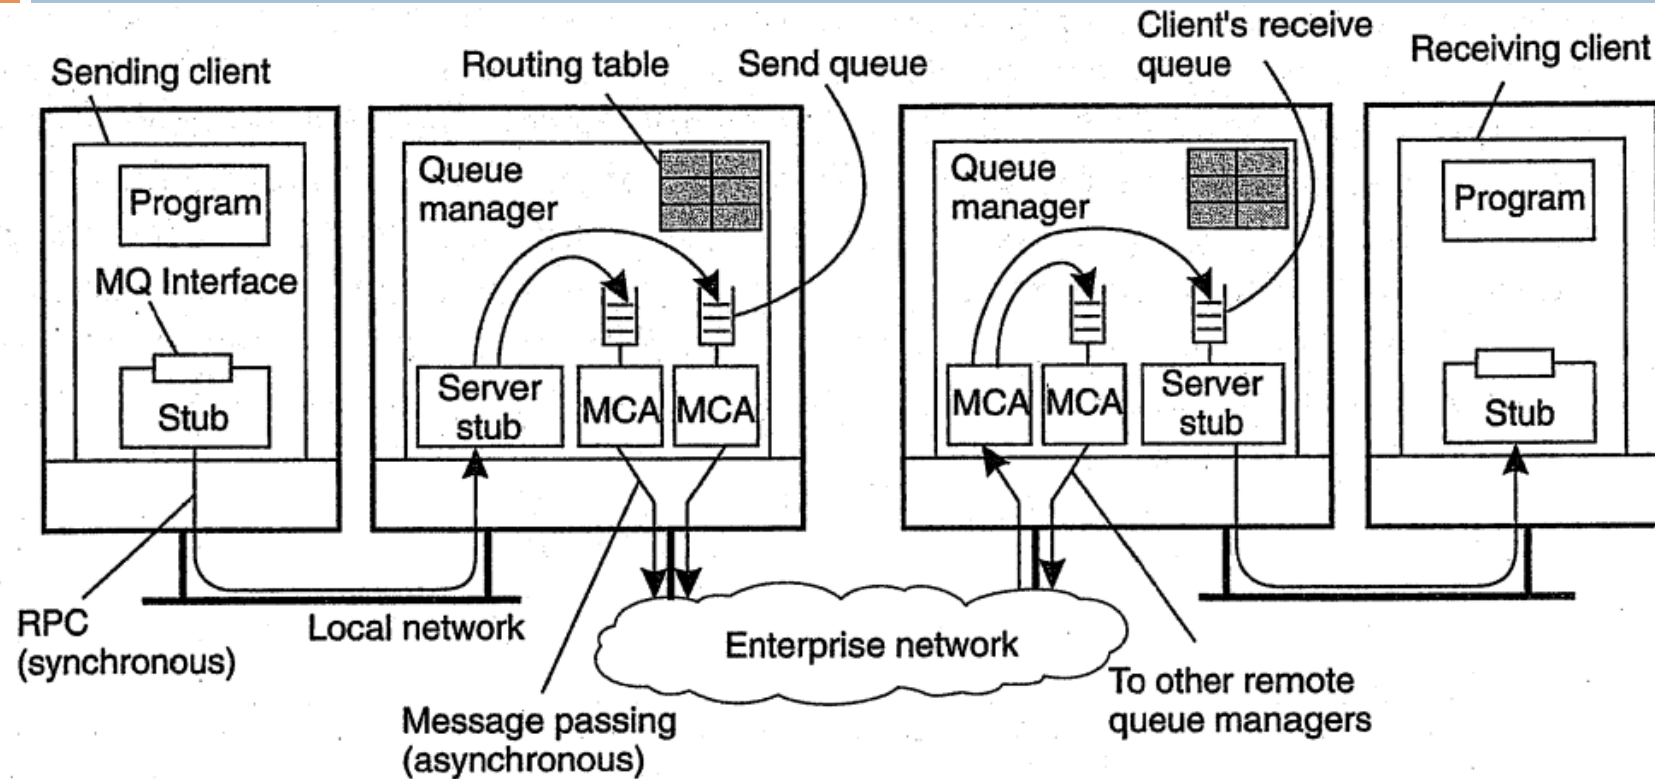 Sending client
Routing table
Send queue
Client's receive
queue
Receiving client
Program
MQ Interface
Stub
Queue
manager
Server
stub
MCA
MCA
Queue
manager
MCA
MCA
Server
stub
Program
Stub
RPC
(synchronous)
Local network
Message passing
(asynchronous)
Enterprise network
To other remote
queue managers